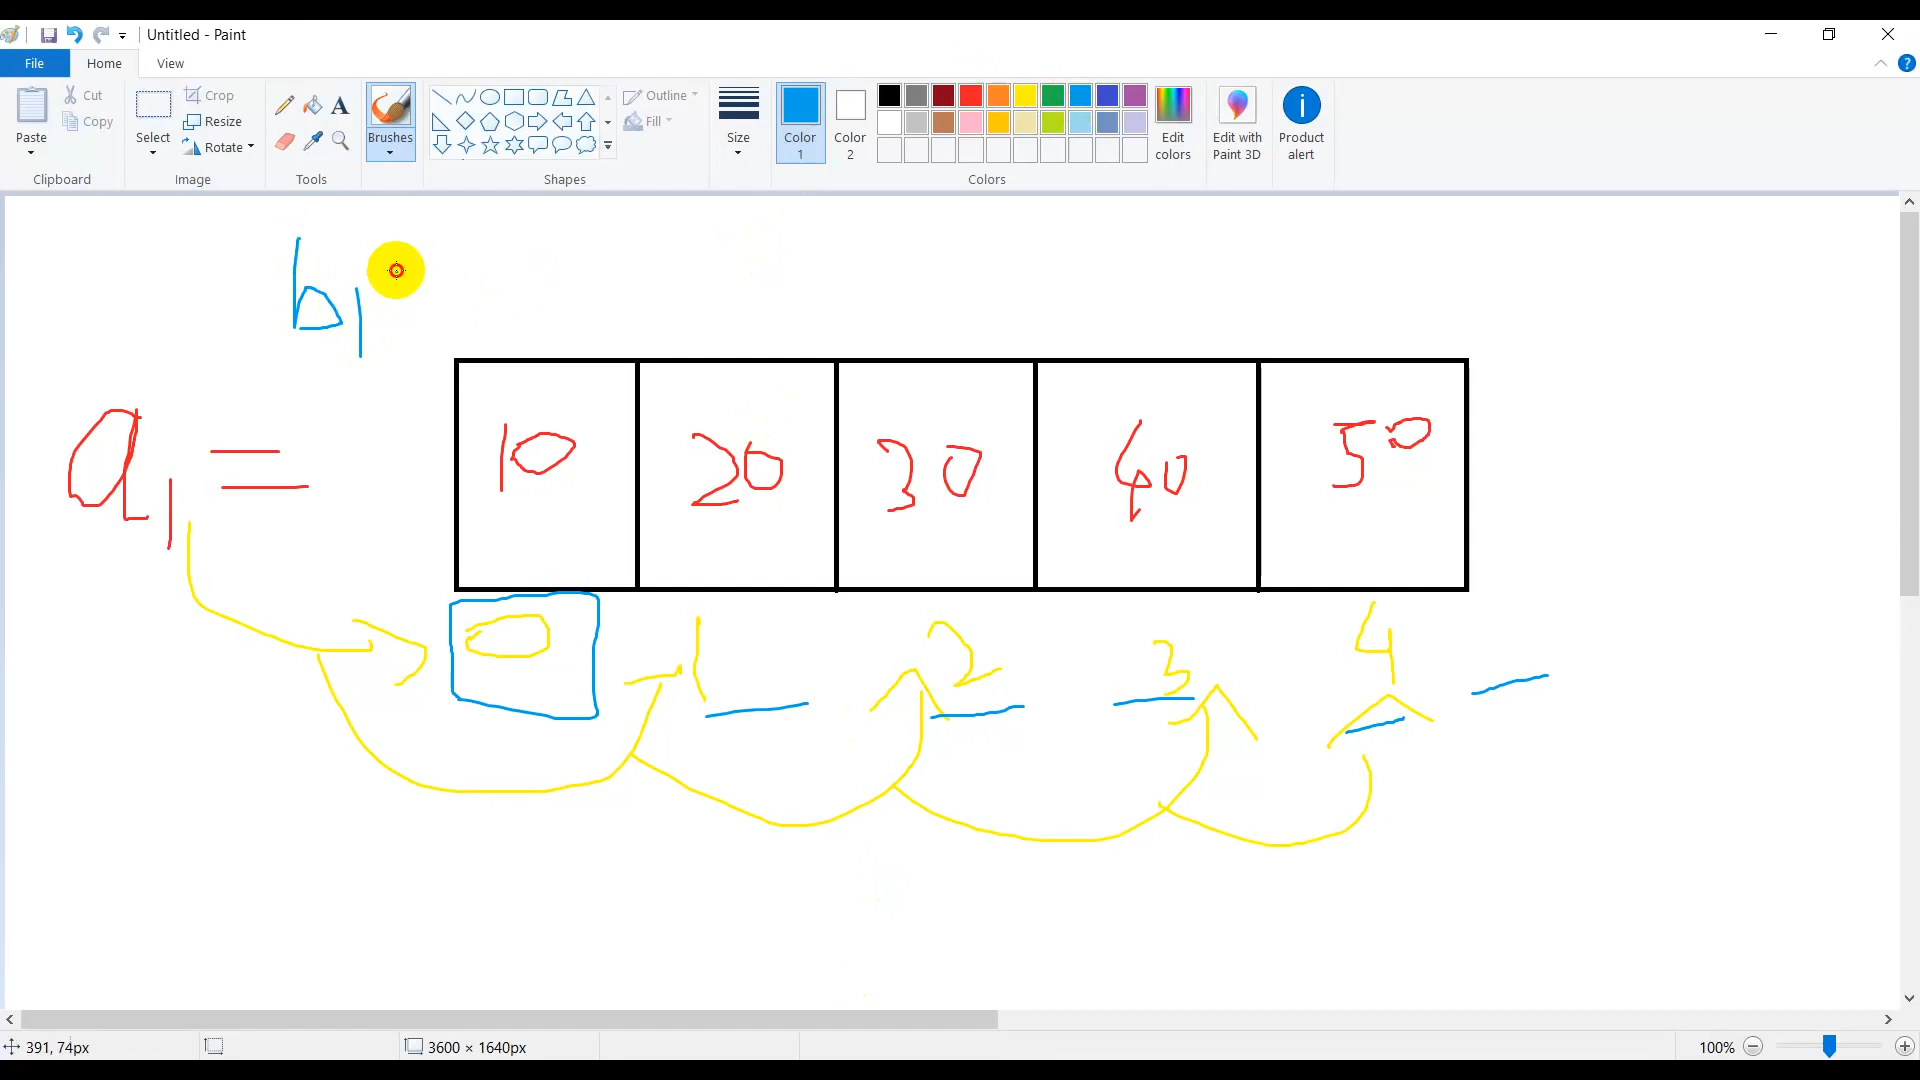 Untitled - Paint
File Home View
Paste
Cut
Copy
Clipboard
Select
Crop
Resize
Rotate
Image
A
Tools
Brushes
Outline
Fill
Shapes
Size
Color 1
Color 2
Edit colors
Colors
Edit with Paint 3D
Product alert
b1
a1 = 10 20 30 40 50
0 1 2 3 4
391, 74px 3600 × 1640px 100%